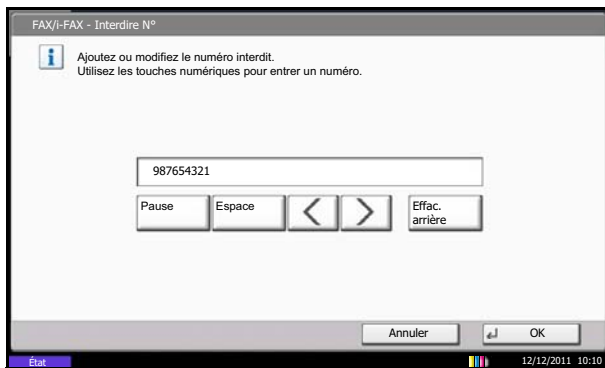 FAX/i-FAX - Interdire N°
Ajoutez ou modifiez le numéro interdit.
Utilisez les touches numériques pour entrer un numéro.
987654321
Pause
Espace
Effac.
arrière
Annuler
OK
État
12/12/2011 10:10